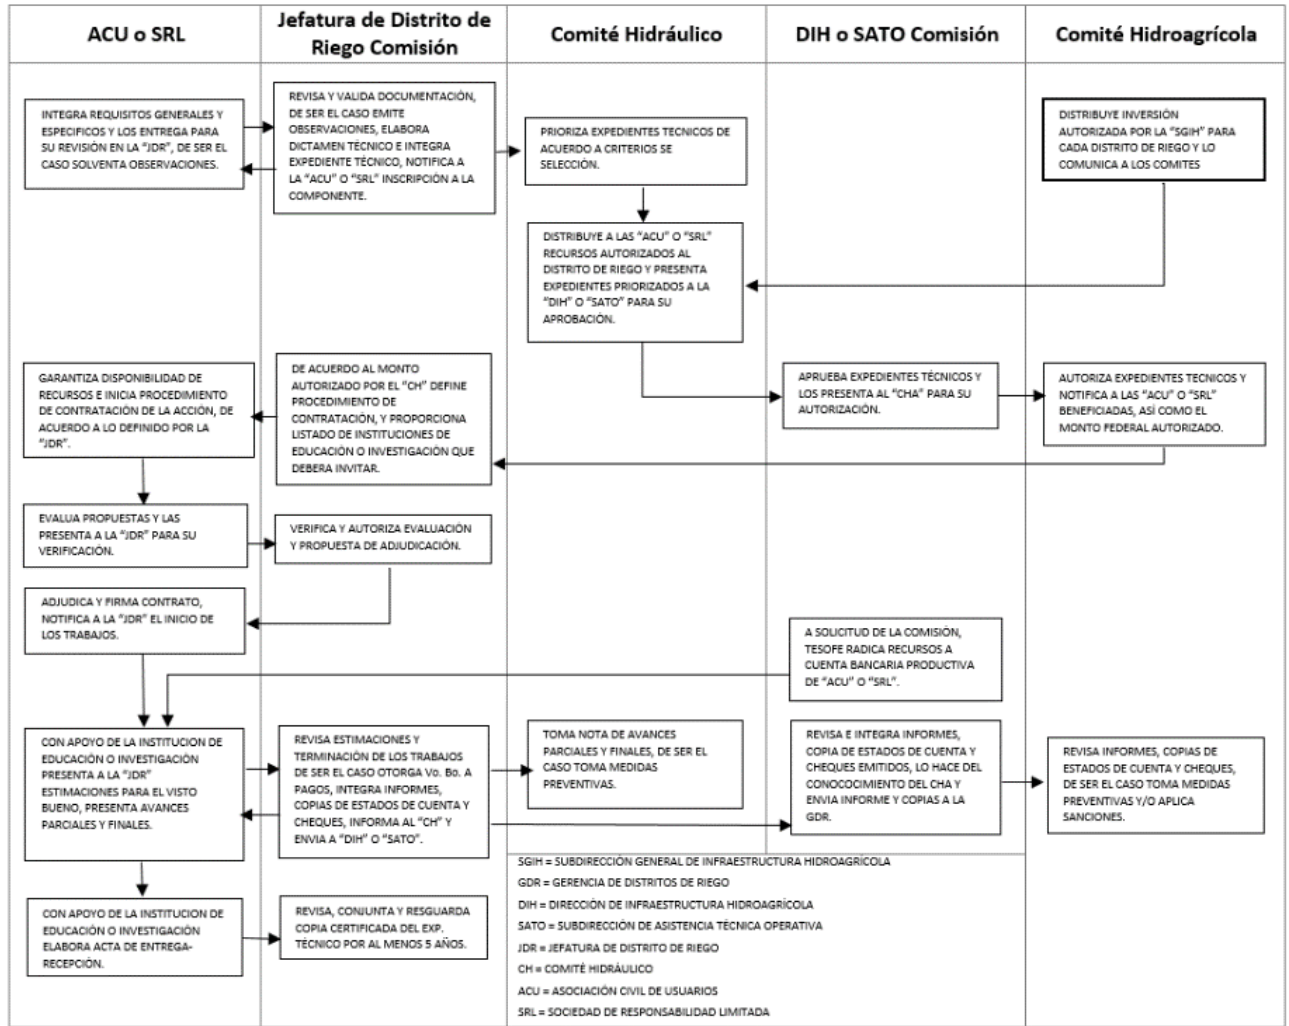 ACU o SRL
Jefatura de Distrito de
Riego Comisión
Comité Hidráulico
DIH o SATO Comisión
Comité Hidroagrícola
INTEGRA REQUISITOS GENERALES Y
ESPECIFICOS Y LOS ENTREGA PARA
SU REVISIÓN EN LA "JDR", DE SER EL
CASO SOLVENTA OBSERVACIONES.
REVISA Y VALIDA DOCUMENTACIÓN,
DE SER EL CASO EMITE
OBSERVACIONES, ELABORA
DICTAMEN TÉCNICO E INTEGRA
EXPEDIENTE TÉCNICO, NOTIFICA A
LA "ACU" O "SRL" INSCRIPCIÓN A LA
COMPONENTE.
PRIORIZA EXPEDIENTES TECNICOS DE
ACUERDO A CRITERIOS SE
SELECCIÓN.
DISTRIBUYE INVERSIÓN
AUTORIZADA POR LA "SGIH" PARA
CADA DISTRITO DE RIEGO Y LO
COMUNICA A LOS COMITES
DISTRIBUYE A LAS "ACU" O "SRL"
RECURSOS AUTORIZADOS AL
DISTRITO DE RIEGO Y PRESENTA
EXPEDIENTES PRIORIZADOS A LA
"DIH" O "SATO" PARA SU
APROBACIÓN.
GARANTIZA DISPONIBILIDAD DE
RECURSOS E INICIA PROCEDIMIENTO
DE CONTRATACIÓN DE LA ACCIÓN, DE
ACUERDO A LO DEFINIDO POR LA
"JDR".
DE ACUERDO AL MONTO
AUTORIZADO POR EL "CH" DEFINE
PROCEDIMIENTO DE
CONTRATACIÓN, Y PROPORCIONA
LISTADO DE INSTITUCIONES DE
EDUCACIÓN O INVESTIGACIÓN QUE
DEBERA INVITAR.
APRUEBA EXPEDIENTES TÉCNICOS Y
LOS PRESENTA AL "CHA" PARA SU
AUTORIZACIÓN.
AUTORIZA EXPEDIENTES TECNICOS Y
NOTIFICA A LAS "ACU" O "SRL"
BENEFICIADAS, ASÍ COMO EL
MONTO FEDERAL AUTORIZADO.
EVALUA PROPUESTAS Y LAS
PRESENTA A LA "JDR" PARA SU
VERIFICACIÓN.
VERIFICA Y AUTORIZA EVALUACIÓN
Y PROPUESTA DE ADJUDICACIÓN.
ADJUDICA Y FIRMA CONTRATO,
NOTIFICA A LA "JDR" EL INICIO DE
LOS TRABAJOS.
A SOLICITUD DE LA COMISIÓN,
TESOFE RADICA RECURSOS A
CUENTA BANCARIA PRODUCTIVA
DE "ACU" O "SRL".
CON APOYO DE LA INSTITUCION DE
EDUCACIÓN O INVESTIGACIÓN
PRESENTA A LA "JDR"
ESTIMACIONES PARA EL VISTO
BUENO, PRESENTA AVANCES
PARCIALES Y FINALES.
REVISA ESTIMACIONES Y
TERMINACIÓN DE LOS TRABAJOS
DE SER EL CASO OTORGA Vo. Bo. A
PAGOS, INTEGRA INFORMES,
COPIAS DE ESTADOS DE CUENTA Y
CHEQUES, INFORMA AL "CH" Y
ENVIA A "DIH" O "SATO".
TOMA NOTA DE AVANCES
PARCIALES Y FINALES, DE SER EL
CASO TOMA MEDIDAS
PREVENTIVAS.
REVISA E INTEGRA INFORMES,
COPIA DE ESTADOS DE CUENTA Y
CHEQUES EMITIDOS, LO HACE DEL
CONOCOCIMIENTO DEL CHA Y
ENVIA INFORME Y COPIAS A LA
GDR.
REVISA INFORMES, COPIAS DE
ESTADOS DE CUENTA Y CHEQUES,
DE SER EL CASO TOMA MEDIDAS
PREVENTIVAS Y/O APLICA
SANCIONES.
CON APOYO DE LA INSTITUCION DE
EDUCACIÓN O INVESTIGACIÓN
ELABORA ACTA DE ENTREGA-
RECEPCIÓN.
REVISA, CONJUNTA Y RESGUARDA
COPIA CERTIFICADA DEL EXP.
TÉCNICO POR AL MENOS 5 AÑOS.
SGIH = SUBDIRECCIÓN GENERAL DE INFRAESTRUCTURA HIDROAGRÍCOLA
GDR = GERENCIA DE DISTRITOS DE RIEGO
DIH = DIRECCIÓN DE INFRAESTRUCTURA HIDROAGRÍCOLA
SATO = SUBDIRECCIÓN DE ASISTENCIA TÉCNICA OPERATIVA
JDR = JEFATURA DE DISTRITO DE RIEGO
CH = COMITÉ HIDRÁULICO
ACU = ASOCIACIÓN CIVIL DE USUARIOS
SRL = SOCIEDAD DE RESPONSABILIDAD LIMITADA